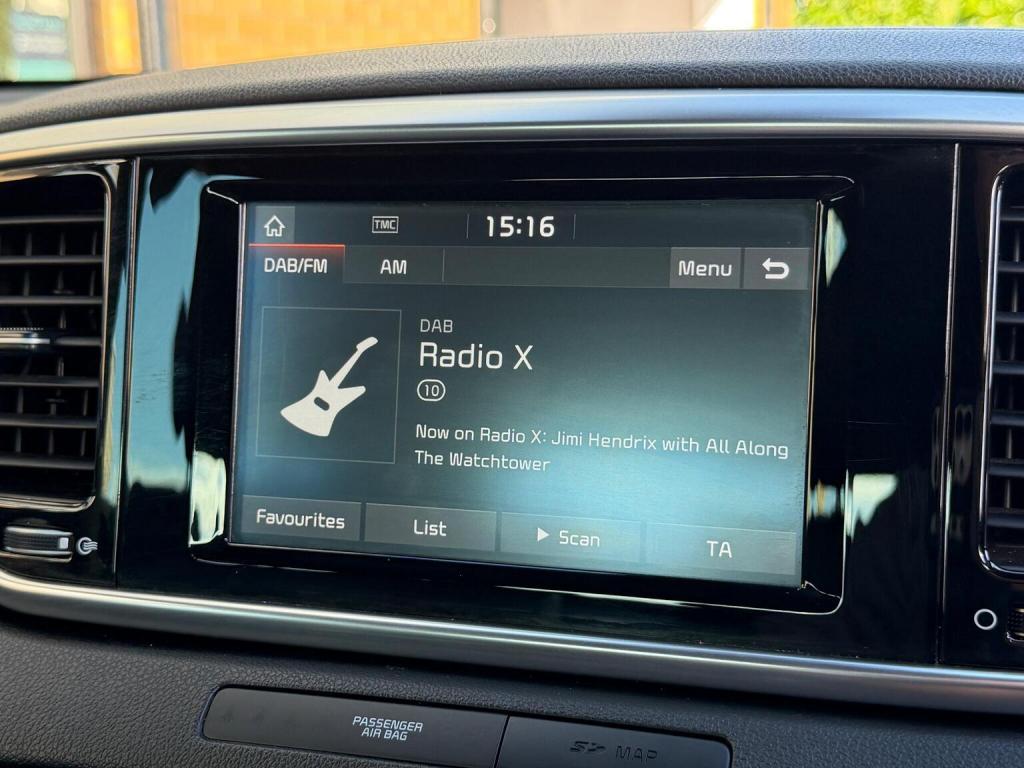 TMC
15:16
DAB/FM
AM
Menu
DAB
Radio X
10
Now on Radio X: Jimi Hendrix with All Along
The Watchtower
Favourites
List
Scan
TA
PASSENGER
AIR BAG
SD MAP